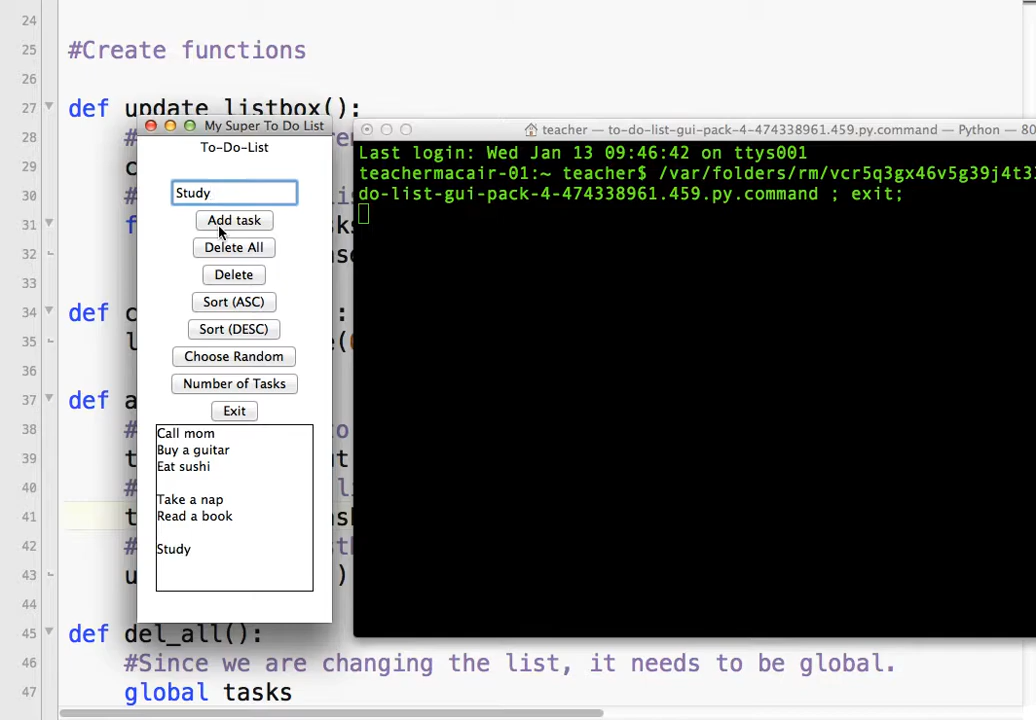 24
25 #Create functions
26
27 def update_listbox():
28
29
30
31
32
33
34 def
35
36
37 def
38
39
40
41
42
43
44
45 def del_all():
46 #Since we are changing the list, it needs to be global.
47 global tasks
My Super To Do List
To-Do-List
Study
Add task
Delete All
Delete
Sort (ASC)
Sort (DESC)
Choose Random
Number of Tasks
Exit
Call mom
Buy a guitar
Eat sushi
Take a nap
Read a book
Study
teacher — to-do-list-gui-pack-4-474338961.459.py.command — Python — 80
Last login: Wed Jan 13 09:46:42 on ttys001
teachermacair-01:~ teacher$ /var/folders/rm/vcr5q3gx46v5g39j4t3
do-list-gui-pack-4-474338961.459.py.command ; exit;